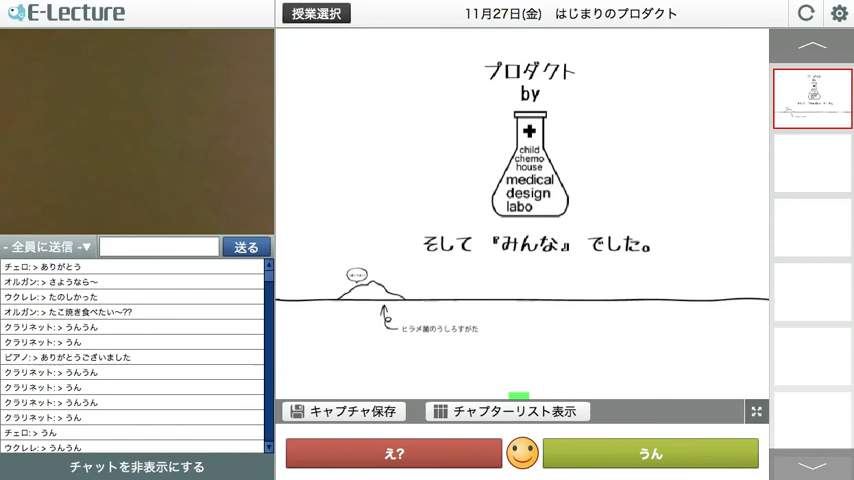 E-Lecture
授業選択
11月27日(金) はじまりのプロダクト
プロダクト
by
child
chemo
house
medical
design
labo
そして『みんな』でした。
ヒラメ菌のうしろすがた
- 全員に送信 -▼
送る
チェロ: > ありがとう
オルガン: > さようなら〜
ウクレレ: > たのしかった
オルガン: > たこ焼き食べたい〜??
クラリネット: > うんうん
クラリネット: > うん
ピアノ: > ありがとうございました
クラリネット: > うんうん
クラリネット: > うん
クラリネット: > うんうん
クラリネット: > うん
チェロ: > うん
ウクレレ: > うんうん
チャットを非表示にする
キャプチャ保存
チャプターリスト表示
え?
うん